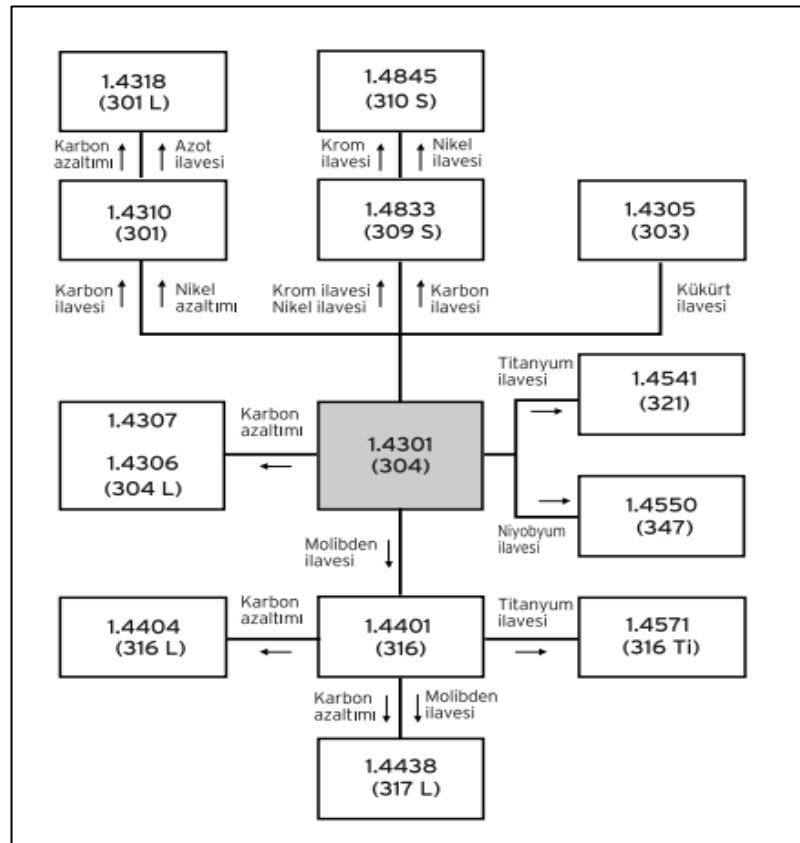 1.4318
(301 L)
1.4845
(310 S)
Karbon
azaltımı
Azot
ilavesi
Krom
ilavesi
Nikel
ilavesi
1.4310
(301)
1.4833
(309 S)
1.4305
(303)
Karbon
ilavesi
Nikel
azaltımı
Krom ilavesi
Nikel ilavesi
Karbon
ilavesi
Kükürt
ilavesi
Titanyum
ilavesi
1.4541
(321)
1.4307
1.4306
(304 L)
Karbon
azaltımı
1.4301
(304)
1.4550
(347)
Niyobyum
ilavesi
Molibden
ilavesi
1.4404
(316 L)
Karbon
azaltımı
1.4401
(316)
Titanyum
ilavesi
1.4571
(316 Ti)
Karbon
azaltımı
Molibden
ilavesi
1.4438
(317 L)